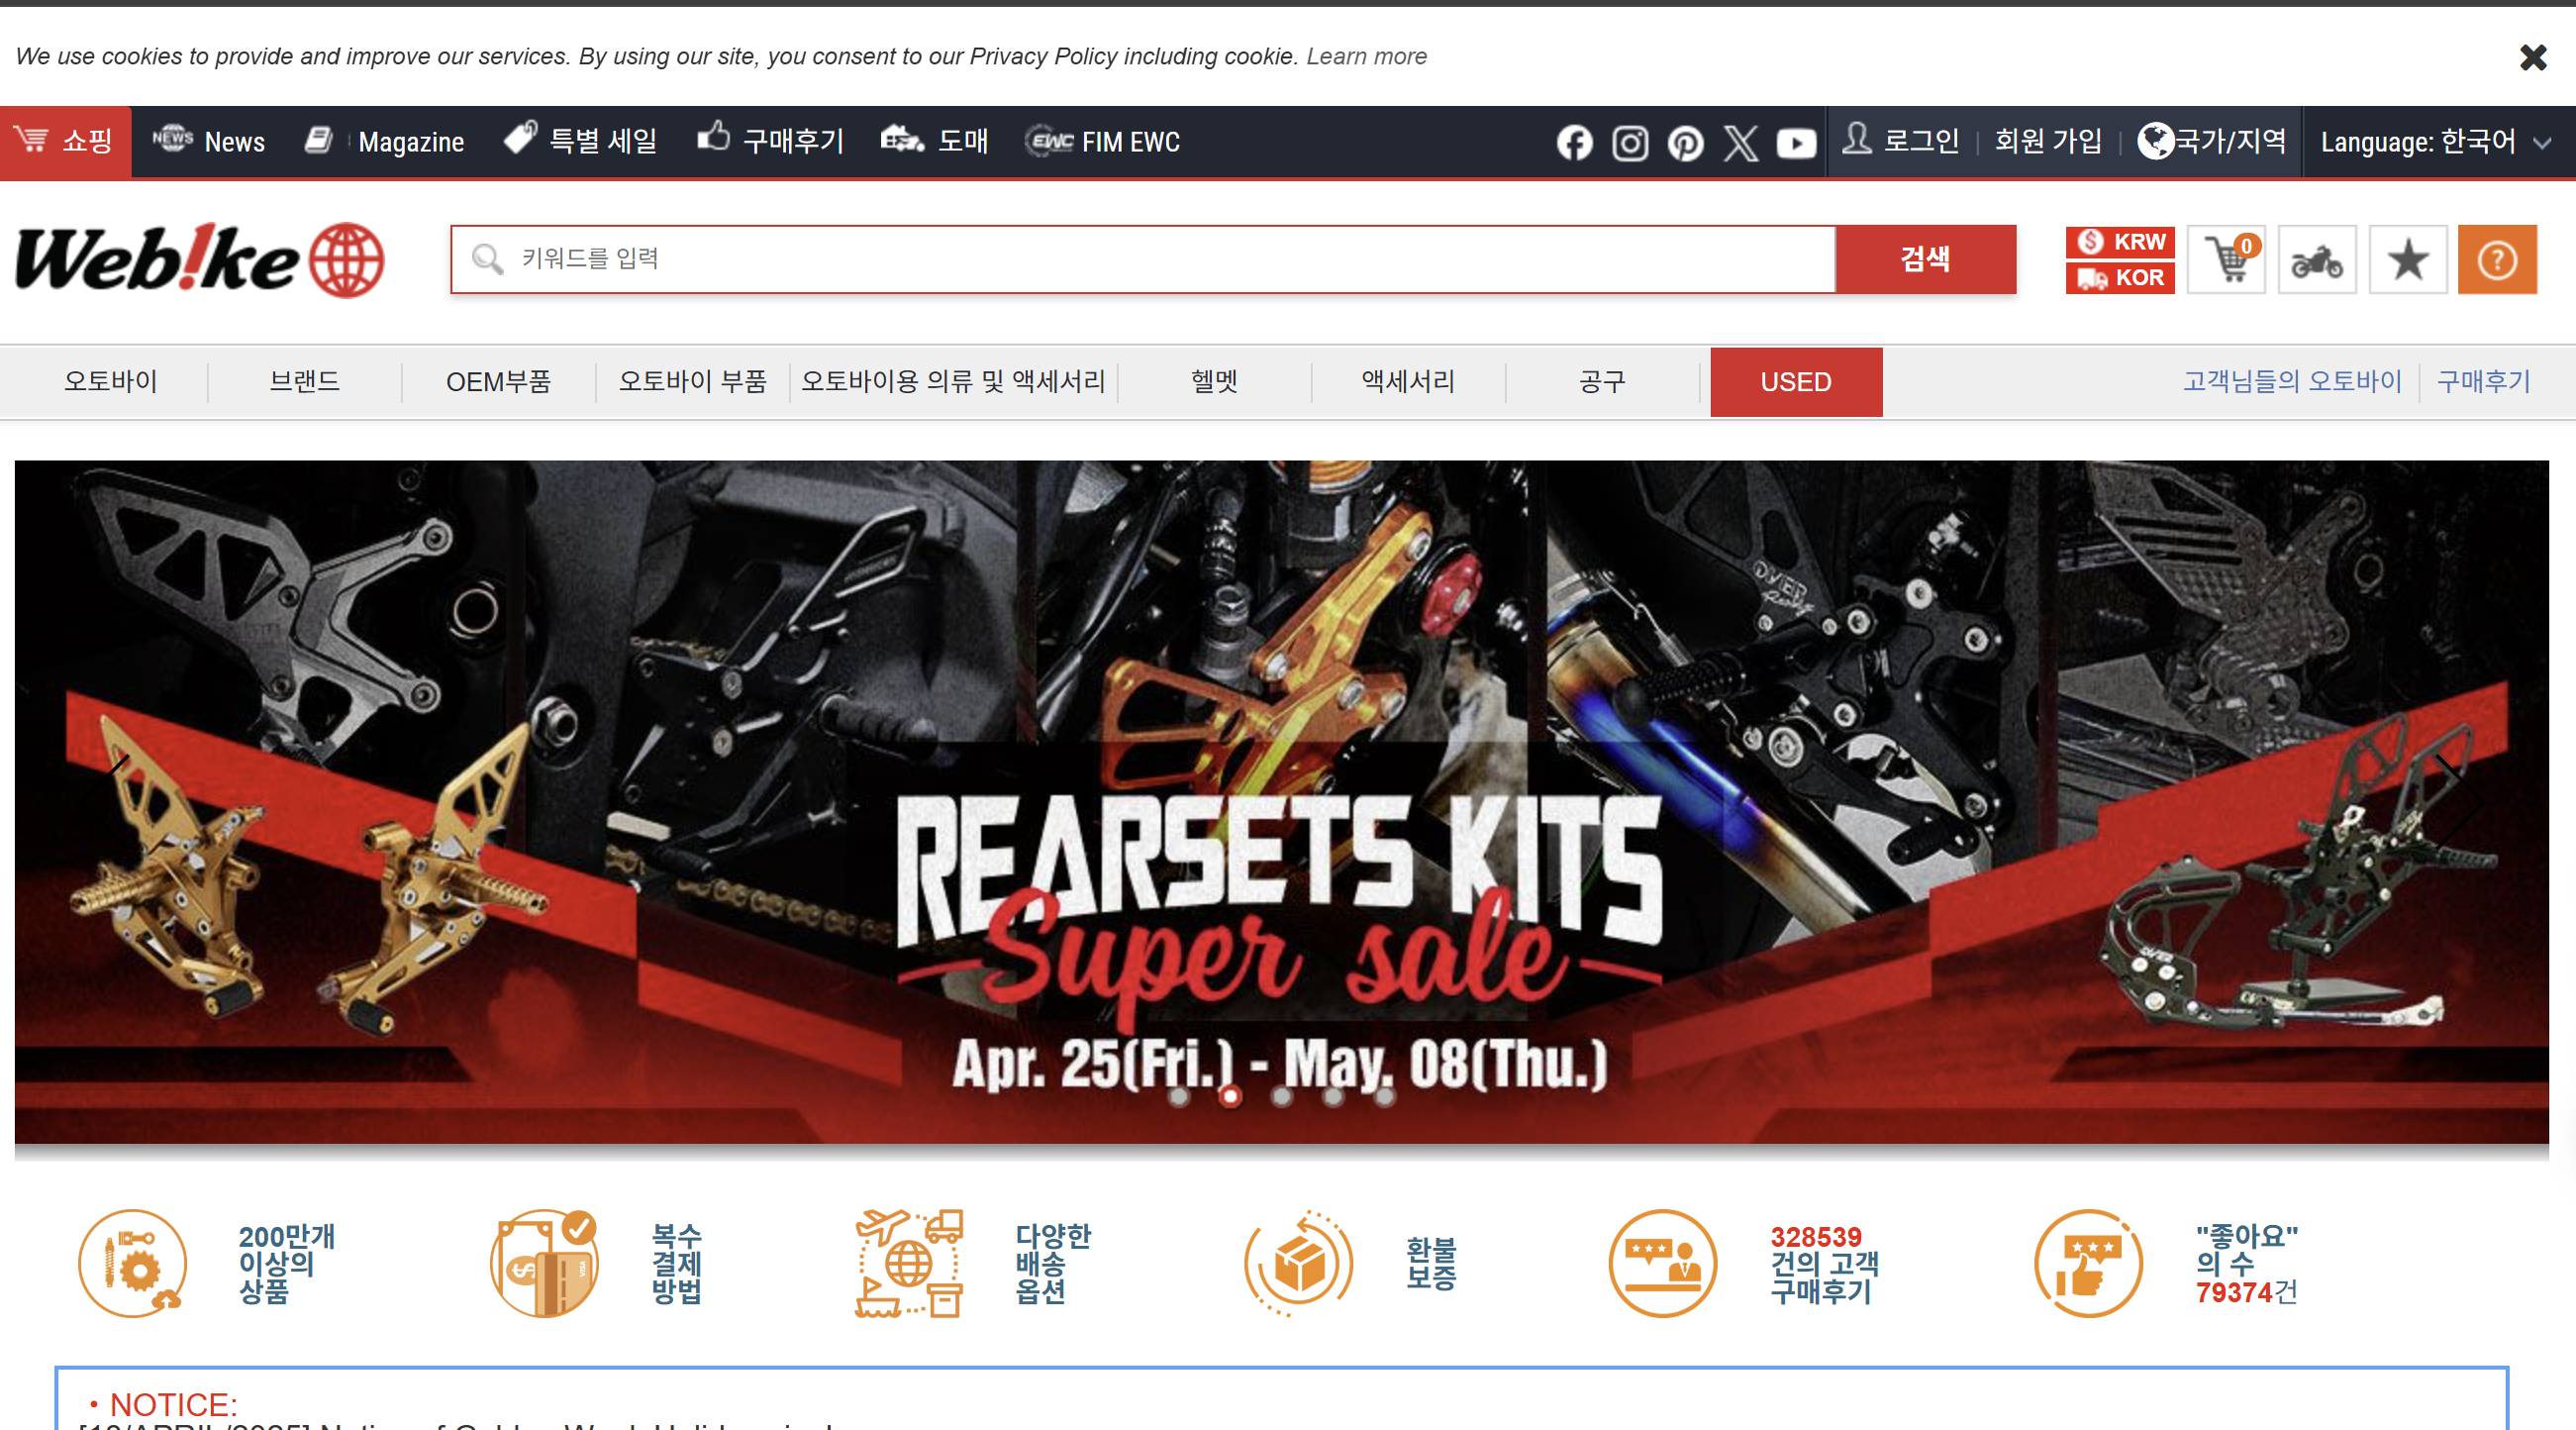 We use cookies to provide and improve our services. By using our site, you consent to our Privacy Policy including cookie. Learn more
쇼핑 News Magazine 특별 세일 구매후기 도매 EWC FIM EWC 로그인 회원 가입 국가/지역 Language: 한국어
Web!ke 키워드를 입력 검색 KRW 0 ?
KOR
오토바이 브랜드 OEM부품 오토바이 부품 오토바이용 의류 및 액세서리 헬멧 액세서리 공구 USED 고객님들의 오토바이 구매후기
OVER
Racing
REARSETS KITS
Super sale
Apr. 25(Fri.) - May. 08(Thu.)
200만개
이상의
상품
복수
결제
방법
다양한
배송
옵션
환불
보증
328539
건의 고객
구매후기
"좋아요"
의 수
79374건
• NOTICE: